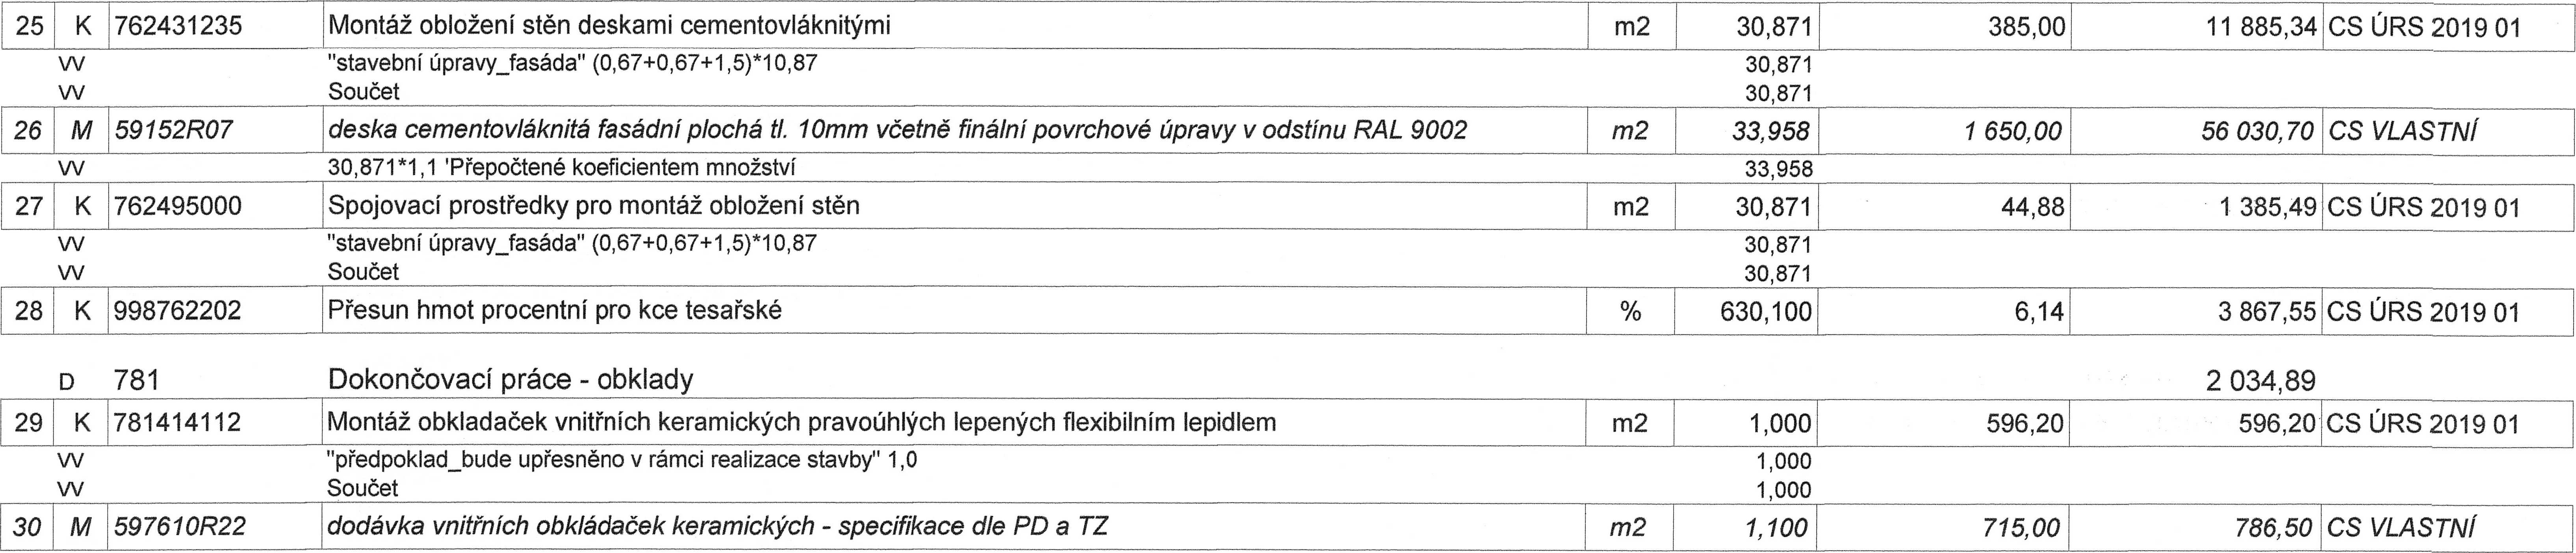 25 K 762431235 Montáž obložení stěn deskami cementovláknitými m2 30,871 385,00 11 885,34 CS ÚRS 2019 01
VV "stavební úpravy_fasáda" (0,67+0,67+1,5)*10,87 30,871
VV Součet 30,871
26 M 59152R07 deska cementovláknitá fasádní plochá tl. 10mm včetně finální povrchové úpravy v odstínu RAL 9002 m2 33,958 1 650,00 56 030,70 CS VLASTNÍ
VV 30,871*1,1 'Přepočtené koeficientem množství 33,958
27 K 762495000 Spojovací prostředky pro montáž obložení stěn m2 30,871 44,88 1 385,49 CS ÚRS 2019 01
VV "stavební úpravy_fasáda" (0,67+0,67+1,5)*10,87 30,871
VV Součet 30,871
28 K 998762202 Přesun hmot procentní pro kce tesařské % 630,100 6,14 3 867,55 CS ÚRS 2019 01
D 781 Dokončovací práce - obklady 2 034,89
29 K 781414112 Montáž obkladaček vnitřních keramických pravoúhlých lepených flexibilním lepidlem m2 1,000 596,20 596,20 CS ÚRS 2019 01
VV "předpoklad_bude upřesněno v rámci realizace stavby" 1,0 1,000
VV Součet 1,000
30 M 597610R22 dodávka vnitřních obkládaček keramických - specifikace dle PD a TZ m2 1,100 715,00 786,50 CS VLASTNÍ